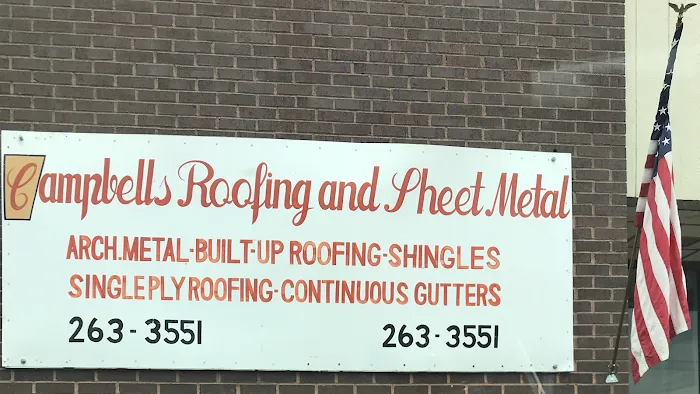 Campbells Roofing and Sheet Metal
ARCH.METAL-BUILT-UP ROOFING-SHINGLES
SINGLE PLY ROOFING-CONTINUOUS GUTTERS
263-3551 263-3551